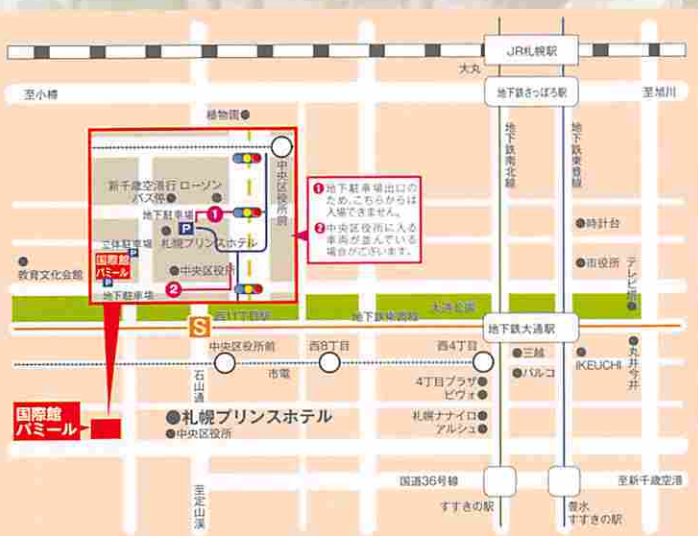 JR札幌駅
大丸
至小樽
地下鉄さっぽろ駅
至旭川
植物園
地下鉄南北線
地下鉄東豊線
中央区役所前
新千歳空港行
バス停
ローソン
地下駐車場
1
P
札幌プリンスホテル
立体駐車場
P
国際館
パミール
中央区役所
P
地下駐車場
2
1 地下駐車場出口の
ため、こちらからは
入場できません。
2 中央区役所に入る
車両が並んでいる
場合がございます。
時計台
市役所
テレビ塔
教育文化会館
大通公園
西11丁目駅
地下鉄東西線
S
地下鉄大通駅
中央区役所前
西8丁目
西4丁目
市電
三越
パルコ
IKEUCHI
丸井今井
4丁目プラザ
ピヴォ
石山通
国際館
パミール
札幌プリンスホテル
中央区役所
札幌ナナイロ
アルシュ
国道36号線
至新千歳空港
すすきの駅
豊水
すすきの駅
至定山渓